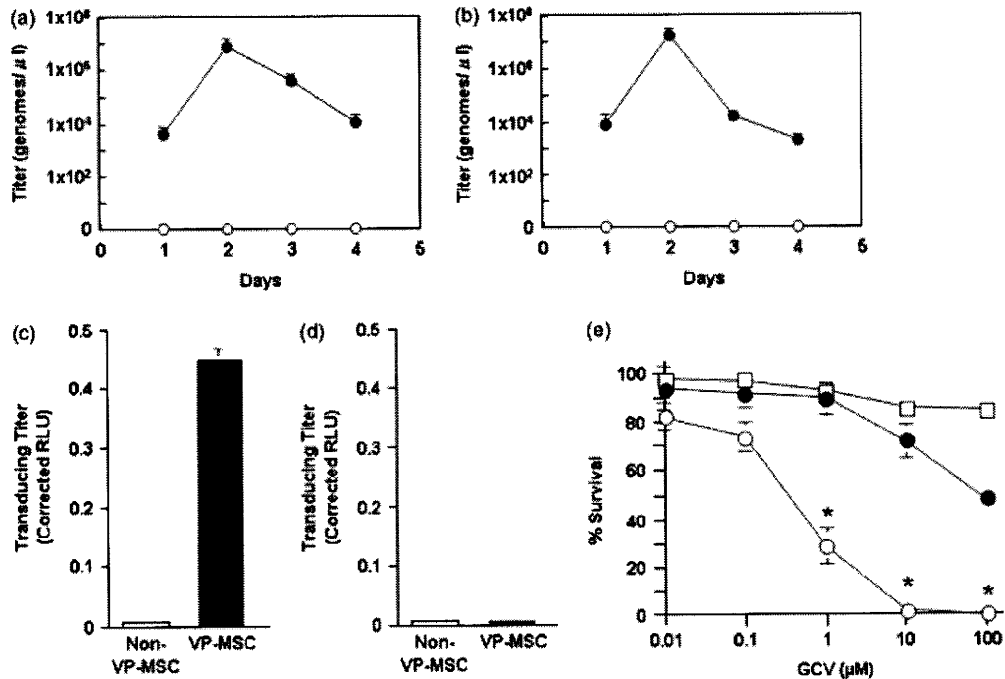 (a)
1x10⁸
1x10⁶
1x10⁴
1x10²
0
Titer (genomes/μl)
0 1 2 3 4 5
Days
(b)
1x10⁸
1x10⁶
1x10⁴
1x10²
0
Titer (genomes/μl)
0 1 2 3 4 5
Days
(c)
0.5
0.4
0.3
0.2
0.1
0
Transducing Titer
(Corrected RLU)
Non-
VP-MSC
VP-MSC
(d)
0.5
0.4
0.3
0.2
0.1
0
Transducing Titer
(Corrected RLU)
Non-
VP-MSC
VP-MSC
(e)
100
80
60
40
20
0
% Survival
*
*
*
0.01 0.1 1 10 100
GCV (μM)